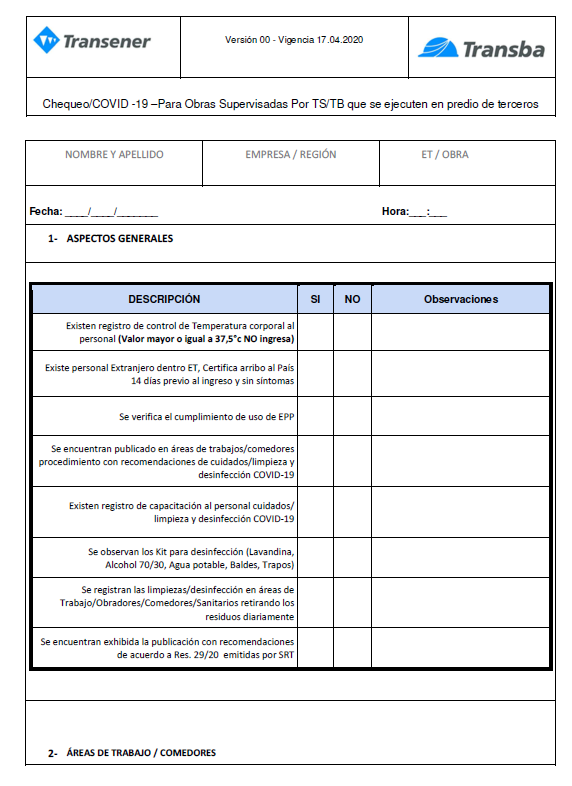 Transener
Versión 00 - Vigencia 17.04.2020
Transba
Chequeo/COVID -19 –Para Obras Supervisadas Por TS/TB que se ejecuten en predio de terceros
NOMBRE Y APELLIDO
EMPRESA / REGIÓN
ET / OBRA
Fecha: ____/____/_______
Hora:___:___
1- ASPECTOS GENERALES
DESCRIPCIÓN
SI
NO
Observaciones
Existen registro de control de Temperatura corporal al
personal (Valor mayor o igual a 37,5°c NO ingresa)
Existe personal Extranjero dentro ET, Certifica arribo al País
14 días previo al ingreso y sin síntomas
Se verifica el cumplimiento de uso de EPP
Se encuentran publicado en áreas de trabajos/comedores
procedimiento con recomendaciones de cuidados/limpieza y
desinfección COVID-19
Existen registro de capacitación al personal cuidados/
limpieza y desinfección COVID-19
Se observan los Kit para desinfección (Lavandina,
Alcohol 70/30, Agua potable, Baldes, Trapos)
Se registran las limpiezas/desinfección en áreas de
Trabajo/Obradores/Comedores/Sanitarios retirando los
residuos diariamente
Se encuentran exhibida la publicación con recomendaciones
de acuerdo a Res. 29/20 emitidas por SRT
2- ÁREAS DE TRABAJO / COMEDORES